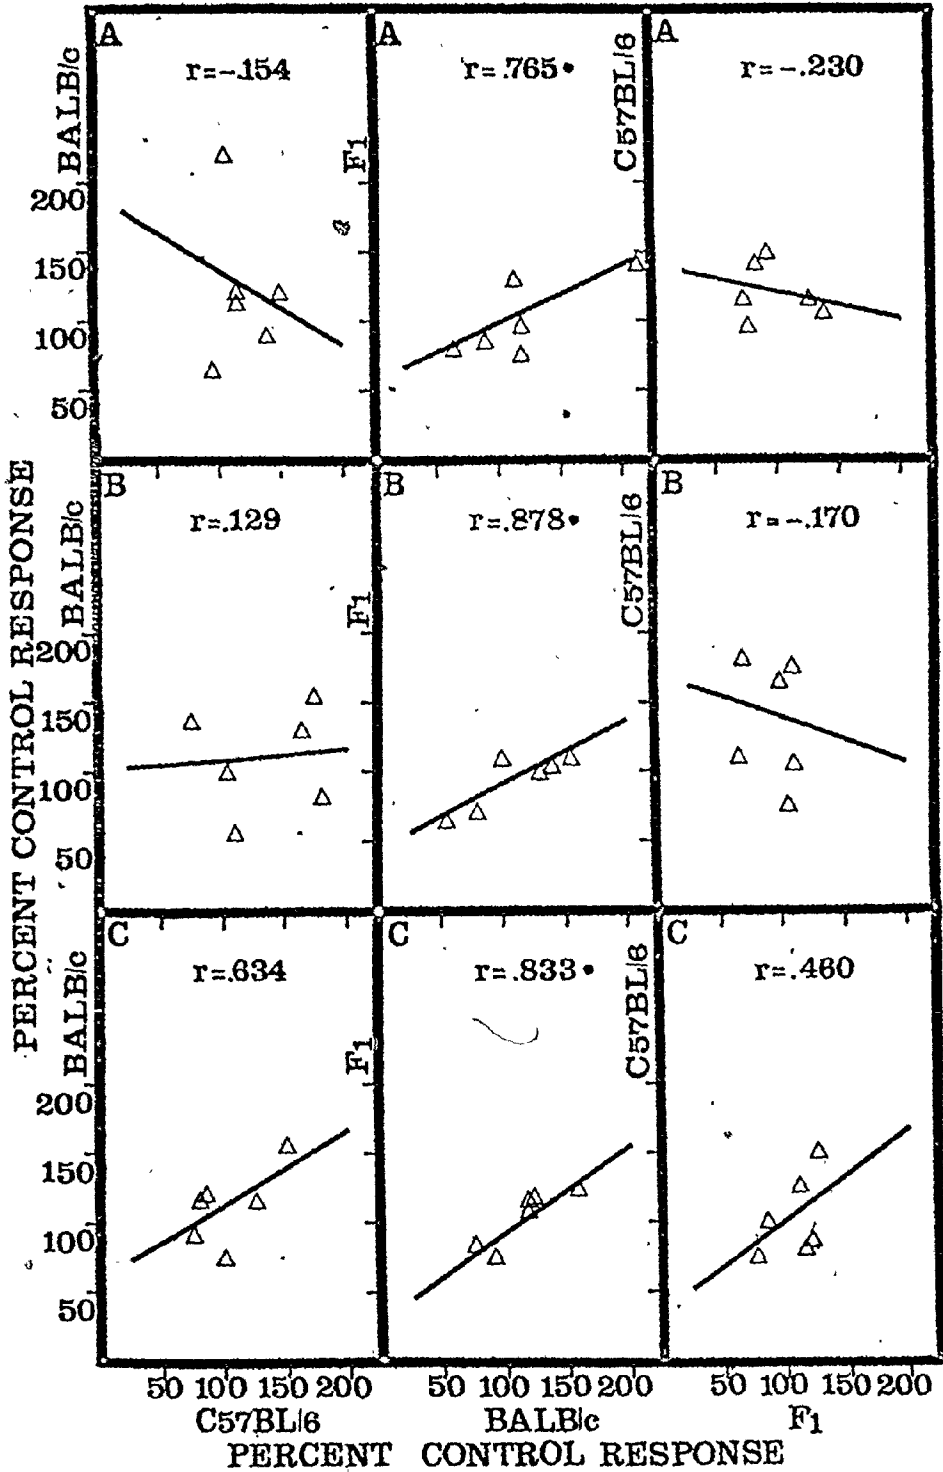 A
A
A
BALB/c
r=-.154
F1
r=.765•
C57BL/6
r=-.230
200
150
100
50
B
B
B
BALB/c
r=.129
F1
r=.878•
C57BL/6
r=-.170
200
150
100
50
C
C
C
BALB/c
r=.634
F1
r=.833•
C57BL/6
r=.460
200
150
100
50
PERCENT CONTROL RESPONSE
50 100 150 200
50 100 150 200
50 100 150 200
C57BL/6
BALB/c
F1
PERCENT CONTROL RESPONSE